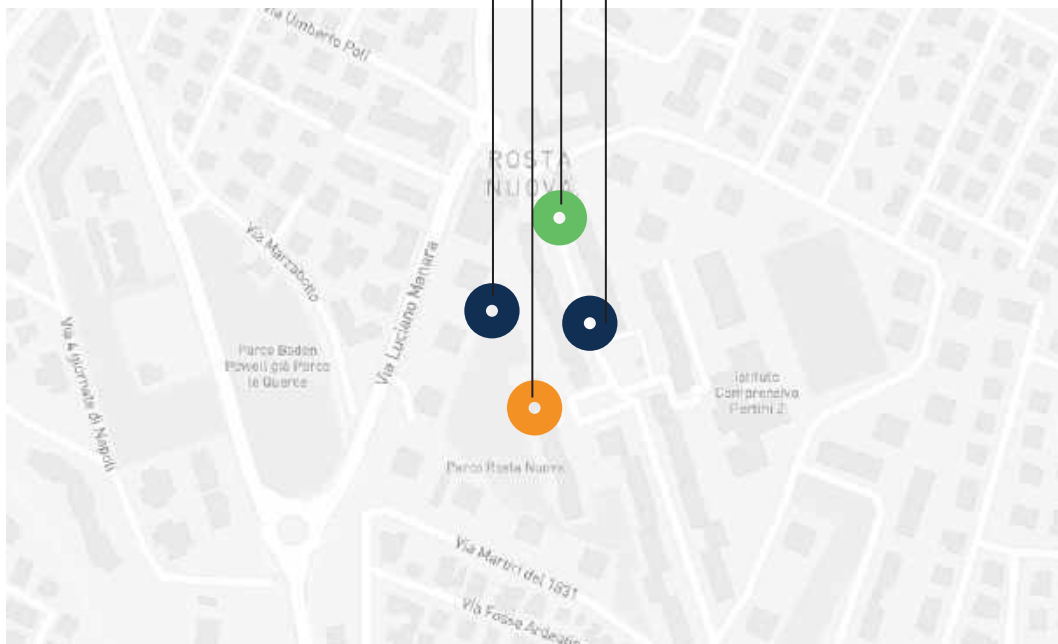 Via Umberto Poli
ROSTA
NUOVA
Via Marzabotto
Via Luciano Manara
Via 4 giornate di Napoli
Parco Baden
Powell già Parco
le Querce
Istituto
Comprensivo
Pertini 2
Parco Rosta Nuova
Via Martiri del 1831
Via Fosse Ardeatine